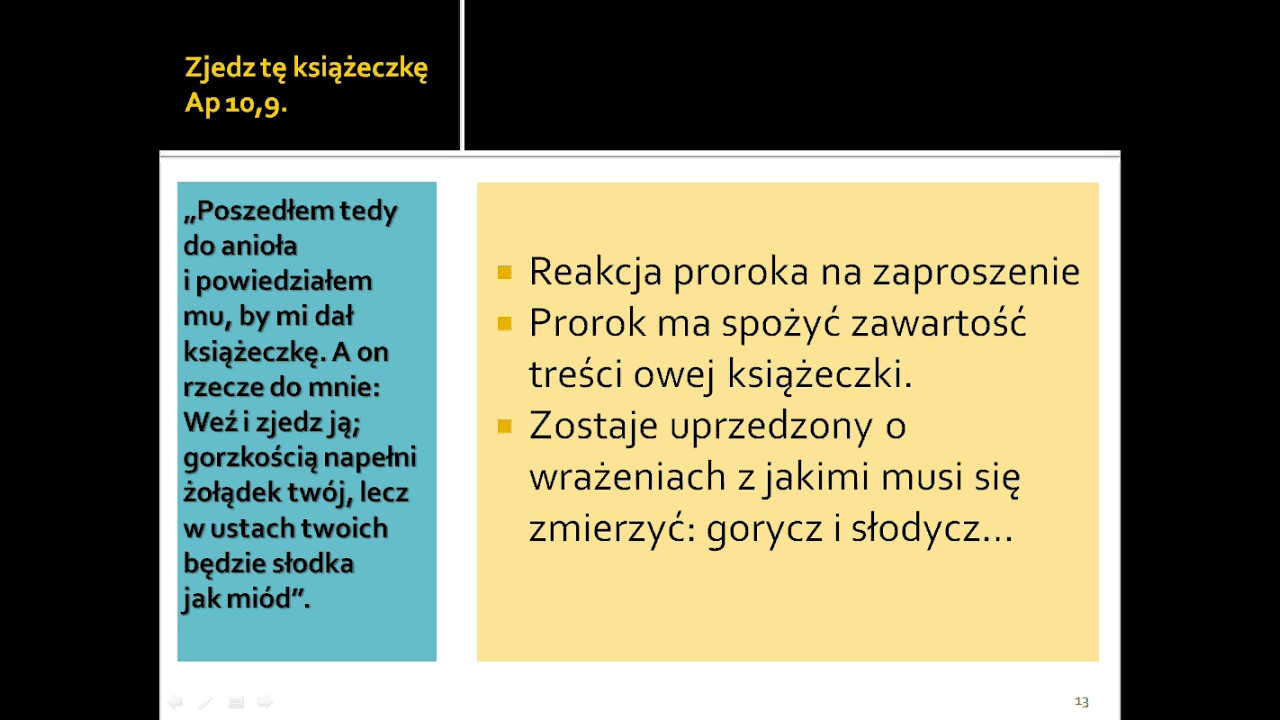 Zjedz tę książeczkę
Ap 10,9.
„Poszedłem tedy
do anioła
i powiedziałem
mu, by mi dał
książeczkę. A on
rzecze do mnie:
Weź i zjedz ją;
gorzkością napełni
żołądek twój, lecz
w ustach twoich
będzie słodka
jak miód”.
Reakcja proroka na zaproszenie
Prorok ma spożyć zawartość
treści owej książeczki.
Zostaje uprzedzony o
wrażeniach z jakimi musi się
zmierzyć: gorycz i słodycz...
13